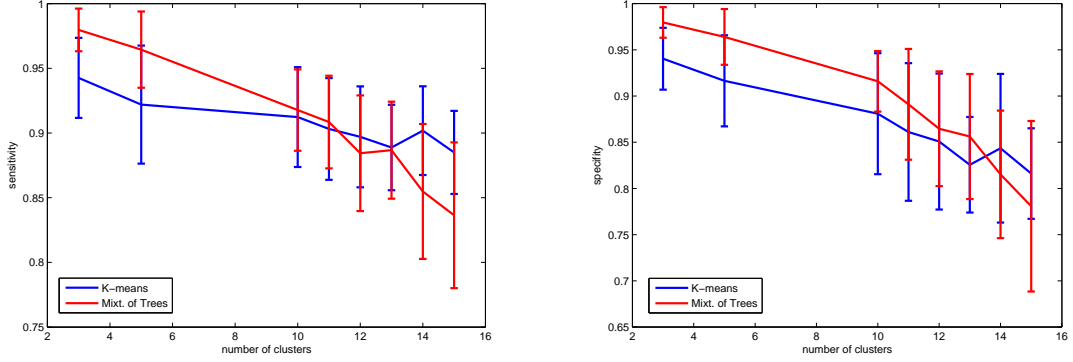 1
0.95
0.9
0.85
0.8
0.75
sensitivity
K−means
Mixt. of Trees
2 4 6 8 10 12 14 16
number of clusters
1
0.95
0.9
0.85
0.8
0.75
0.7
0.65
specifity
K−means
Mixt. of Trees
2 4 6 8 10 12 14 16
number of clusters